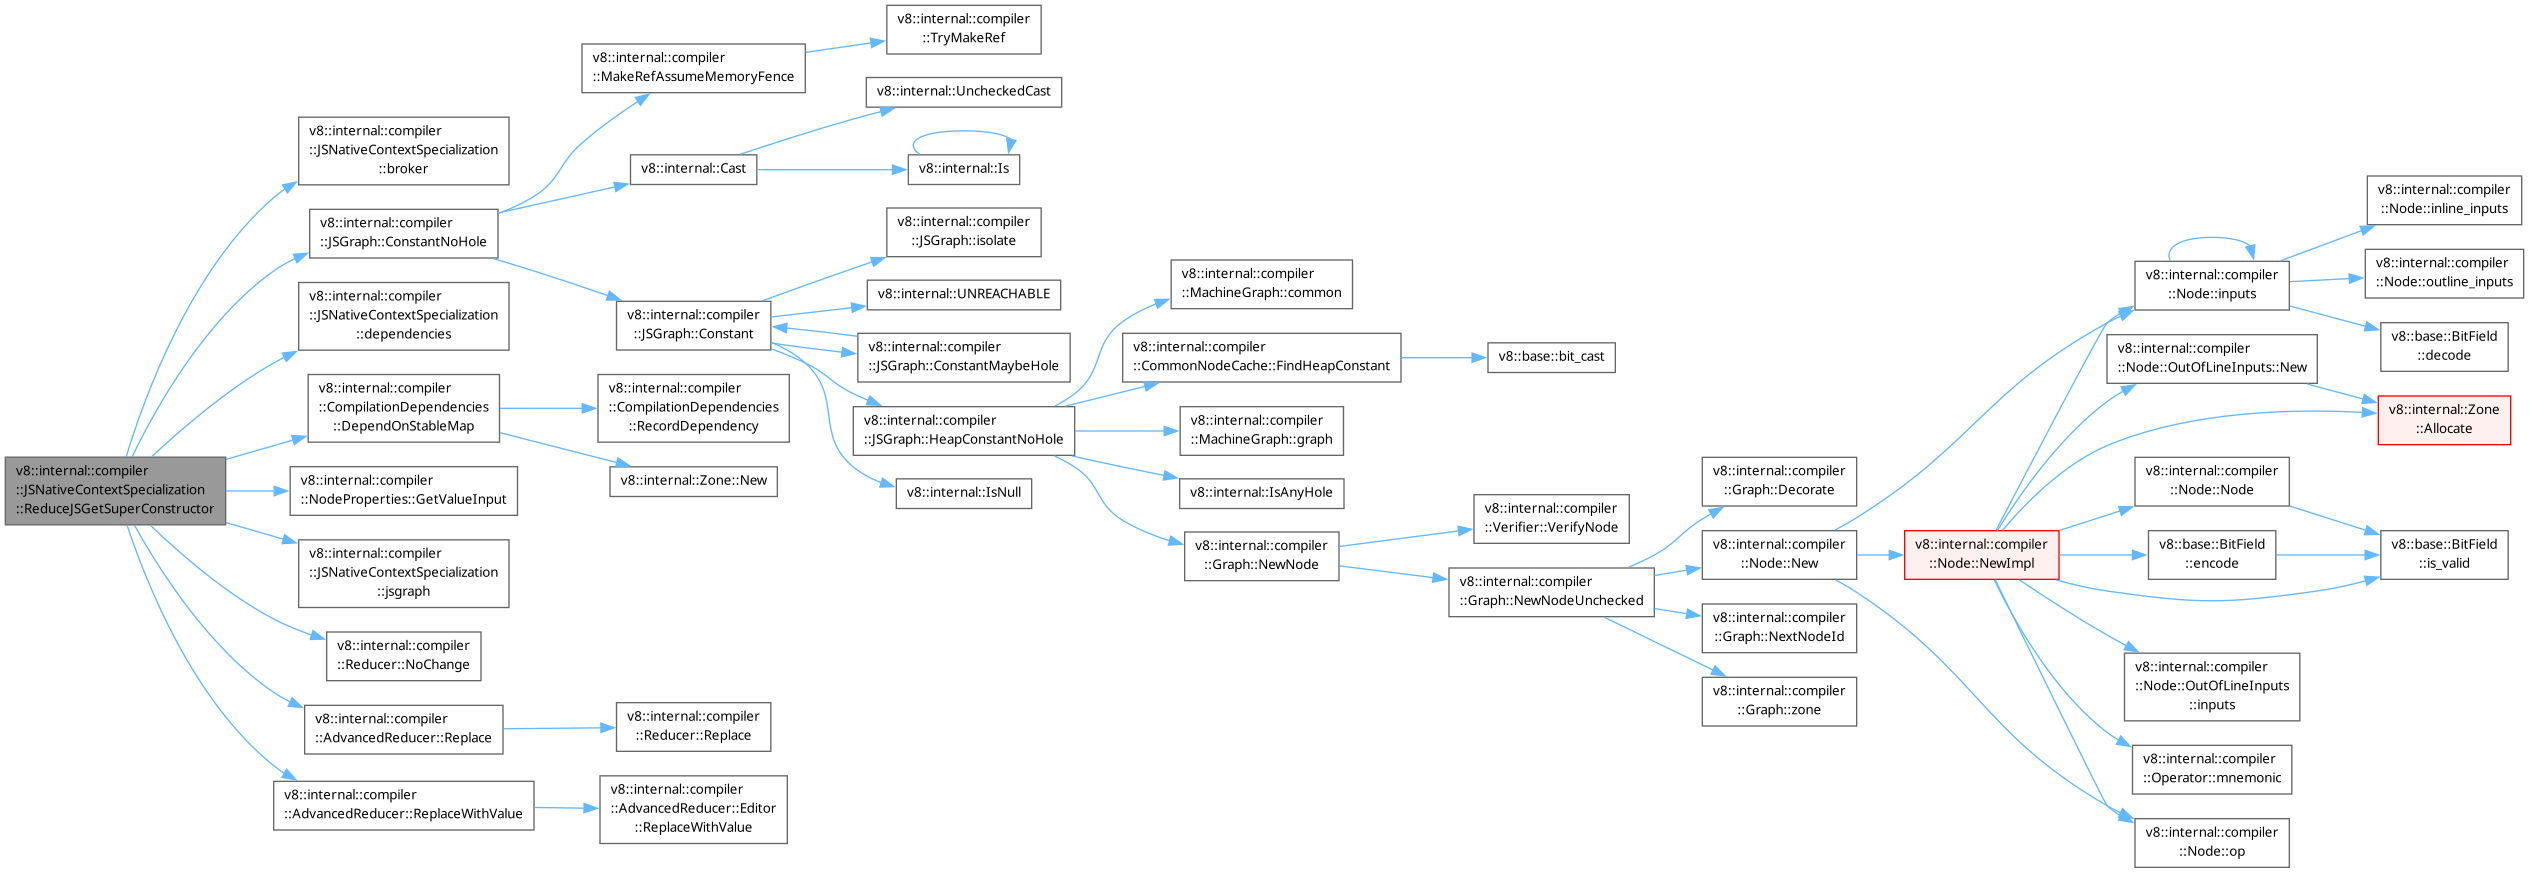 v8::internal::compiler
::JSNativeContextSpecialization
::ReduceJSGetSuperConstructor
v8::internal::compiler
::JSNativeContextSpecialization
::broker
v8::internal::compiler
::JSGraph::ConstantNoHole
v8::internal::compiler
::JSNativeContextSpecialization
::dependencies
v8::internal::compiler
::CompilationDependencies
::DependOnStableMap
v8::internal::compiler
::NodeProperties::GetValueInput
v8::internal::compiler
::JSNativeContextSpecialization
::jsgraph
v8::internal::compiler
::Reducer::NoChange
v8::internal::compiler
::AdvancedReducer::Replace
v8::internal::compiler
::AdvancedReducer::ReplaceWithValue
v8::internal::compiler
::MakeRefAssumeMemoryFence
v8::internal::Cast
v8::internal::compiler
::JSGraph::Constant
v8::internal::compiler
::CompilationDependencies
::RecordDependency
v8::internal::Zone::New
v8::internal::compiler
::Reducer::Replace
v8::internal::compiler
::AdvancedReducer::Editor
::ReplaceWithValue
v8::internal::compiler
::TryMakeRef
v8::internal::UncheckedCast
v8::internal::Is
v8::internal::compiler
::JSGraph::isolate
v8::internal::UNREACHABLE
v8::internal::compiler
::JSGraph::ConstantMaybeHole
v8::internal::compiler
::JSGraph::HeapConstantNoHole
v8::internal::IsNull
v8::internal::compiler
::MachineGraph::common
v8::internal::compiler
::CommonNodeCache::FindHeapConstant
v8::internal::compiler
::MachineGraph::graph
v8::internal::IsAnyHole
v8::internal::compiler
::Graph::NewNode
v8::base::bit_cast
v8::internal::compiler
::Verifier::VerifyNode
v8::internal::compiler
::Graph::NewNodeUnchecked
v8::internal::compiler
::Graph::Decorate
v8::internal::compiler
::Node::New
v8::internal::compiler
::Graph::NextNodeId
v8::internal::compiler
::Graph::zone
v8::internal::compiler
::Node::NewImpl
v8::internal::compiler
::Node::inputs
v8::internal::compiler
::Node::OutOfLineInputs::New
v8::internal::compiler
::Node::Node
v8::base::BitField
::encode
v8::internal::compiler
::Node::OutOfLineInputs
::inputs
v8::internal::compiler
::Operator::mnemonic
v8::internal::compiler
::Node::op
v8::internal::compiler
::Node::inline_inputs
v8::internal::compiler
::Node::outline_inputs
v8::base::BitField
::decode
v8::internal::Zone
::Allocate
v8::base::BitField
::is_valid